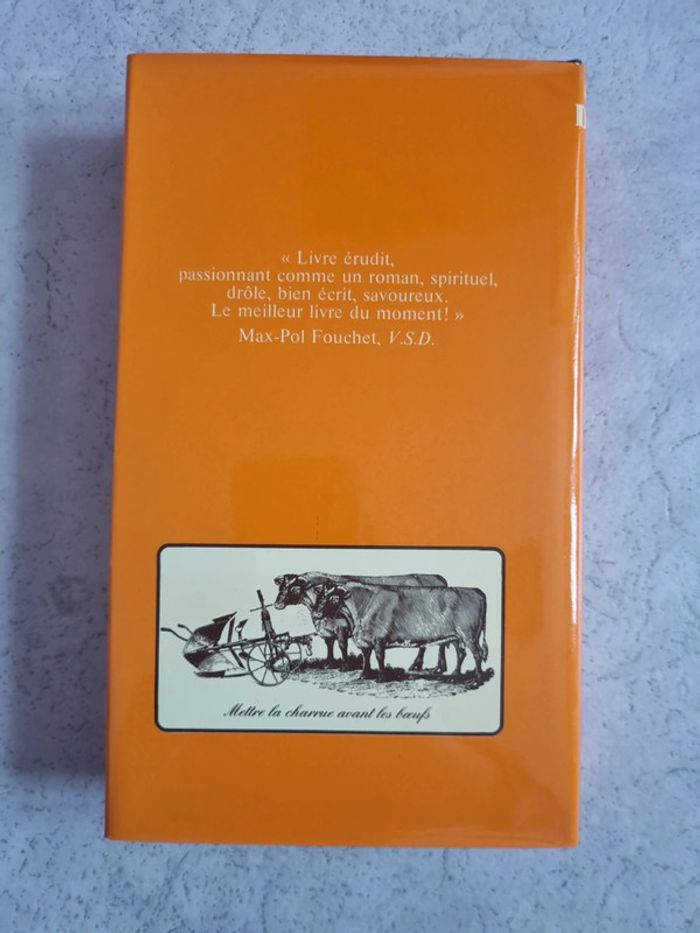 « Livre érudit,
passionnant comme un roman, spirituel,
drôle, bien écrit, savoureux.
Le meilleur livre du moment! »
Max-Pol Fouchet, V.S.D.
Mettre la charrue avant les bœufs